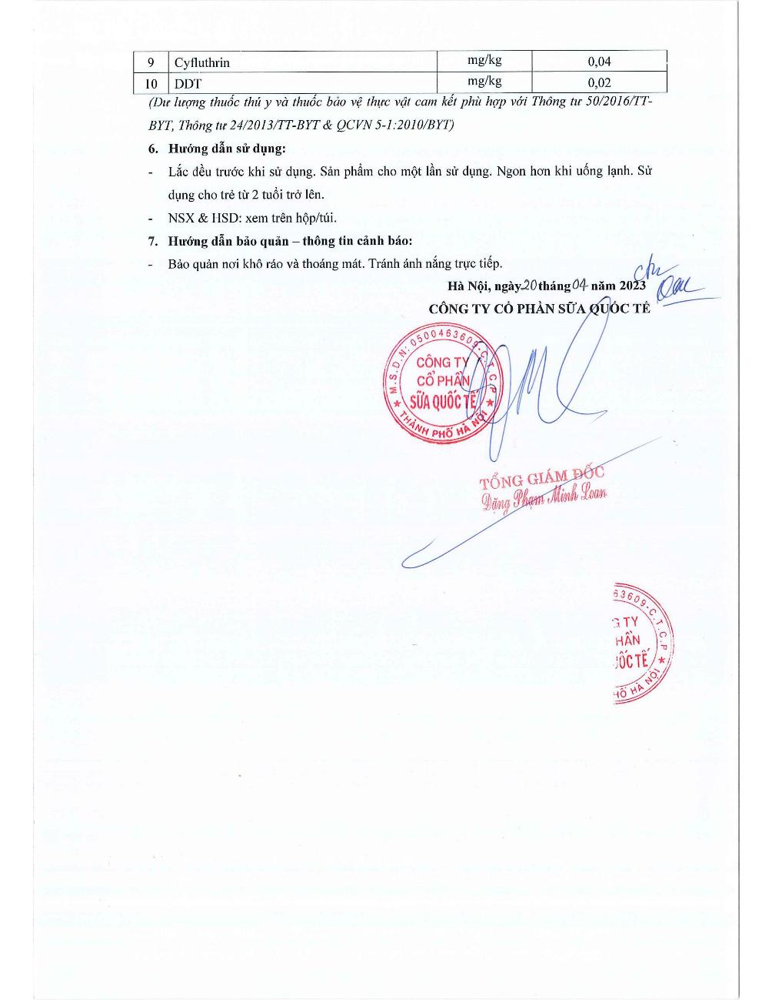 9 Cyfluthrin mg/kg 0,04
10 DDT mg/kg 0,02
(Dư lượng thuốc thú y và thuốc bảo vệ thực vật cam kết phù hợp với Thông tư 50/2016/TT-
BYT, Thông tư 24/2013/TT-BYT & QCVN 5-1:2010/BYT)
6. Hướng dẫn sử dụng:
- Lắc đều trước khi sử dụng. Sản phẩm cho một lần sử dụng. Ngon hơn khi uống lạnh. Sử
dụng cho trẻ từ 2 tuổi trở lên.
- NSX & HSD: xem trên hộp/túi.
7. Hướng dẫn bảo quản – thông tin cảnh báo:
- Bảo quản nơi khô ráo và thoáng mát. Tránh ánh nắng trực tiếp.
Hà Nội, ngày 20 tháng 04 năm 2023
CÔNG TY CỔ PHẦN SỮA QUỐC TẾ
M.S.D.N: 0500463609-C.T.C.P
CÔNG TY
CỔ PHẦN
SỮA QUỐC TẾ
★ THÀNH PHỐ HÀ NỘI ★
TỔNG GIÁM ĐỐC
Đặng Phạm Minh Loan
63609-C.T.C.P
G TY
HẦN
UỐC TẾ
HỐ HÀ NỘI ★